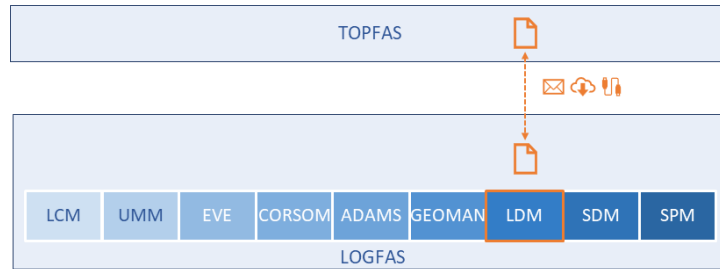 TOPFAS
LCM UMM EVE CORSOM ADAMS GEOMAN LDM SDM SPM
LOGFAS